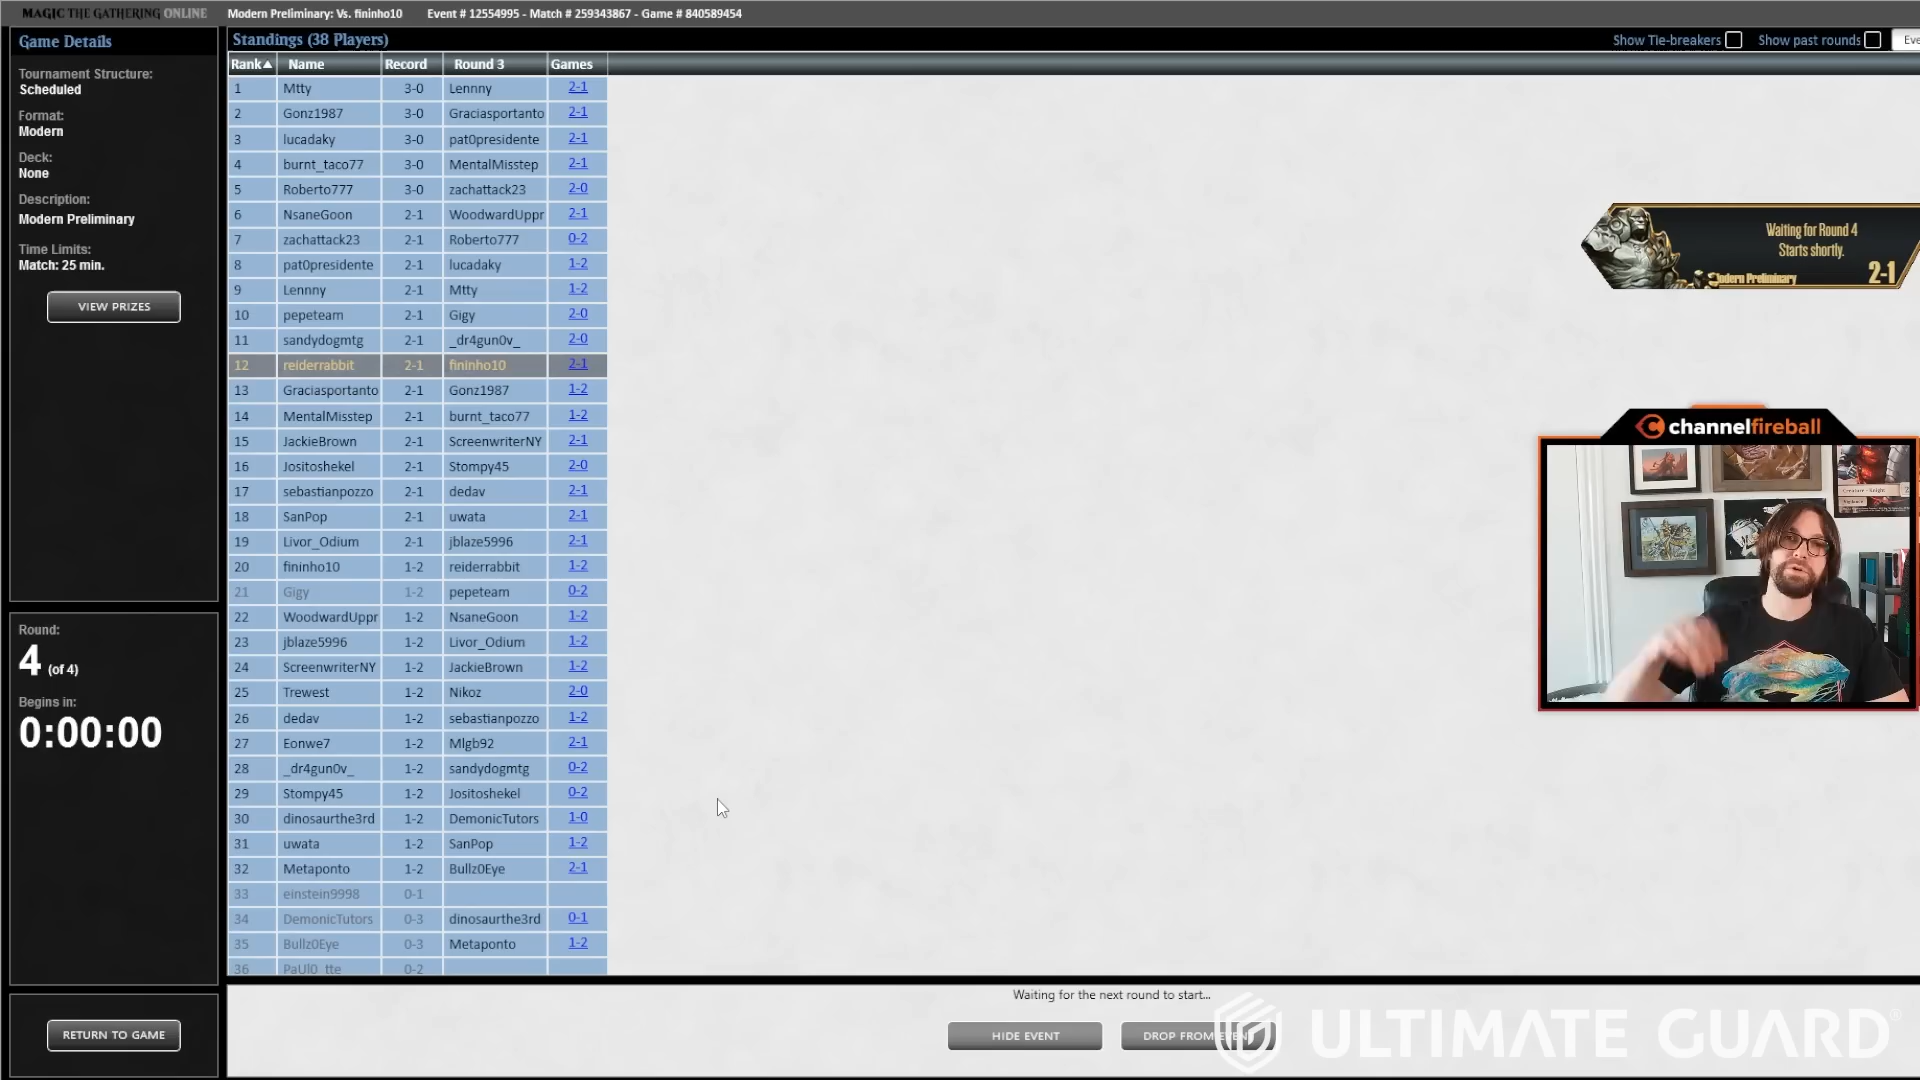 MAGIC THE GATHERING ONLINE Modern Preliminary: Vs. fininho10 Event # 12554995 - Match # 259343867 - Game # 840589454
Game Details
Tournament Structure:
Scheduled
Format:
Modern
Deck:
None
Description:
Modern Preliminary
Time Limits:
Match: 25 min.
VIEW PRIZES
Round:
4 (of 4)
Begins in:
0:00:00
RETURN TO GAME
Standings (38 Players) Show Tie-breakers Show past rounds Eve
Rank Name Record Round 3 Games
1 Mtty 3-0 Lennny 2-1
2 Gonz1987 3-0 Graciasportanto 2-1
3 lucadaky 3-0 pat0presidente 2-1
4 burnt_taco77 3-0 MentalMisstep 2-1
5 Roberto777 3-0 zachattack23 2-0
6 NsaneGoon 2-1 WoodwardUppr 2-1
7 zachattack23 2-1 Roberto777 0-2
8 pat0presidente 2-1 lucadaky 1-2
9 Lennny 2-1 Mtty 1-2
10 pepeteam 2-1 Gigy 2-0
11 sandydogmtg 2-1 _dr4gun0v_ 2-0
12 reiderrabbit 2-1 fininho10 2-1
13 Graciasportanto 2-1 Gonz1987 1-2
14 MentalMisstep 2-1 burnt_taco77 1-2
15 JackieBrown 2-1 ScreenwriterNY 2-1
16 Jositoshekel 2-1 Stompy45 2-0
17 sebastianpozzo 2-1 dedav 2-1
18 SanPop 2-1 uwata 2-1
19 Livor_Odium 2-1 jblaze5996 2-1
20 fininho10 1-2 reiderrabbit 1-2
21 Gigy 1-2 pepeteam 0-2
22 WoodwardUppr 1-2 NsaneGoon 1-2
23 jblaze5996 1-2 Livor_Odium 1-2
24 ScreenwriterNY 1-2 JackieBrown 1-2
25 Trewest 1-2 Nikoz 2-0
26 dedav 1-2 sebastianpozzo 1-2
27 Eonwe7 1-2 Mlgb92 2-1
28 _dr4gun0v_ 1-2 sandydogmtg 0-2
29 Stompy45 1-2 Jositoshekel 0-2
30 dinosaurthe3rd 1-2 DemonicTutors 1-0
31 uwata 1-2 SanPop 1-2
32 Metaponto 1-2 Bullz0Eye 2-1
33 einstein9998 0-1
34 DemonicTutors 0-3 dinosaurthe3rd 0-1
35 Bullz0Eye 0-3 Metaponto 1-2
36 PaUl0_tte 0-2
Waiting for Round 4
Starts shortly.
Modern Preliminary 2-1
channelfireball
Waiting for the next round to start...
HIDE EVENT DROP FROM EVENT
ULTIMATE GUARD